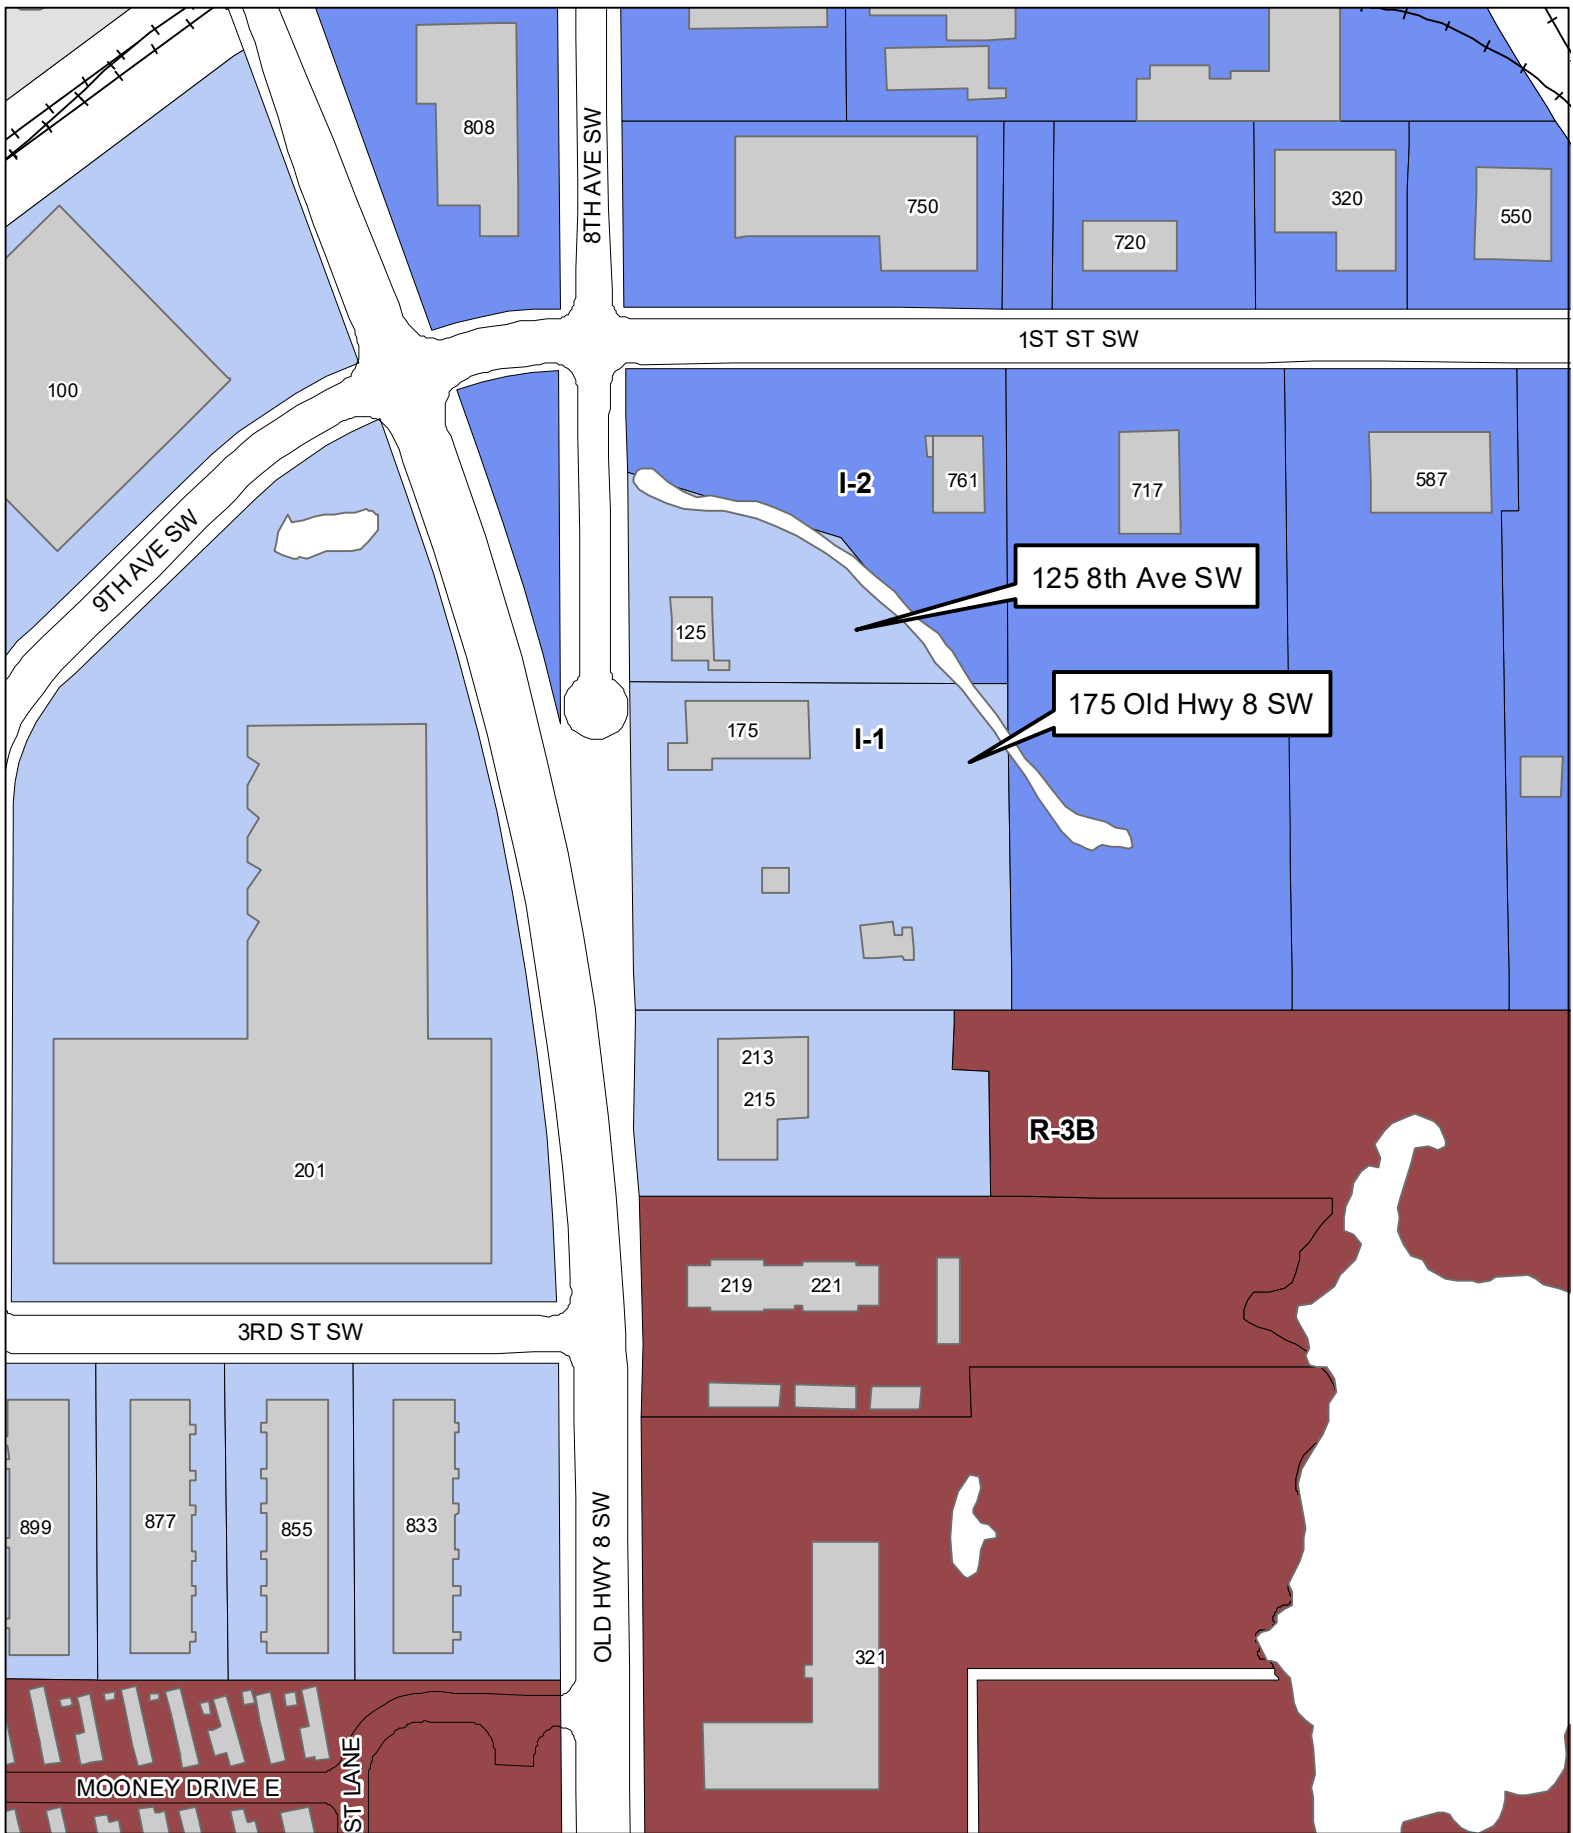 808
8TH AVE SW
750
720
320
550
1ST ST SW
100
9TH AVE SW
I-2
761
717
587
125 8th Ave SW
125
175 Old Hwy 8 SW
175
I-1
213
215
R-3B
201
219
221
3RD ST SW
899
877
855
833
OLD HWY 8 SW
321
MOONEY DRIVE E
ST LANE